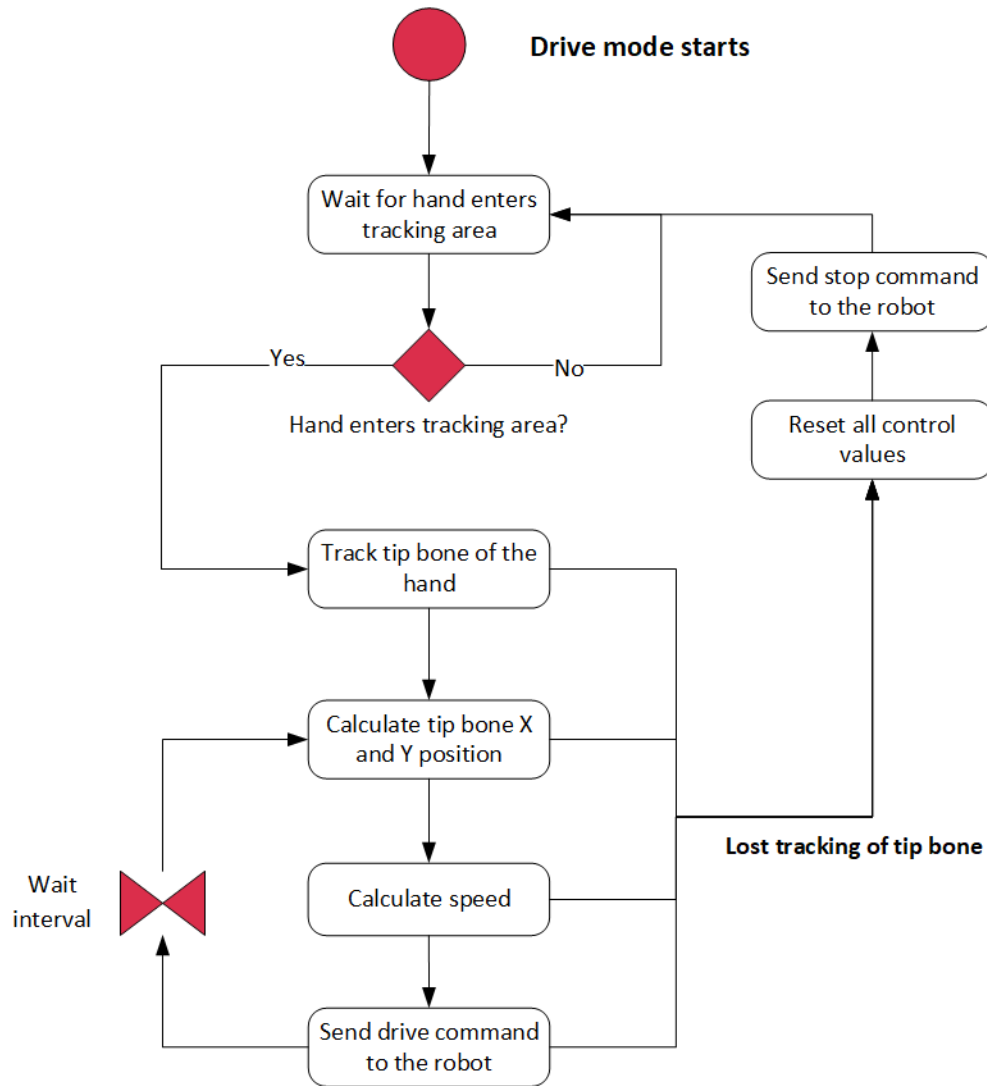 Drive mode starts
Wait for hand enters
tracking area
Send stop command
to the robot
Yes
No
Hand enters tracking area?
Reset all control
values
Track tip bone of the
hand
Calculate tip bone X
and Y position
Lost tracking of tip bone
Wait
interval
Calculate speed
Send drive command
to the robot